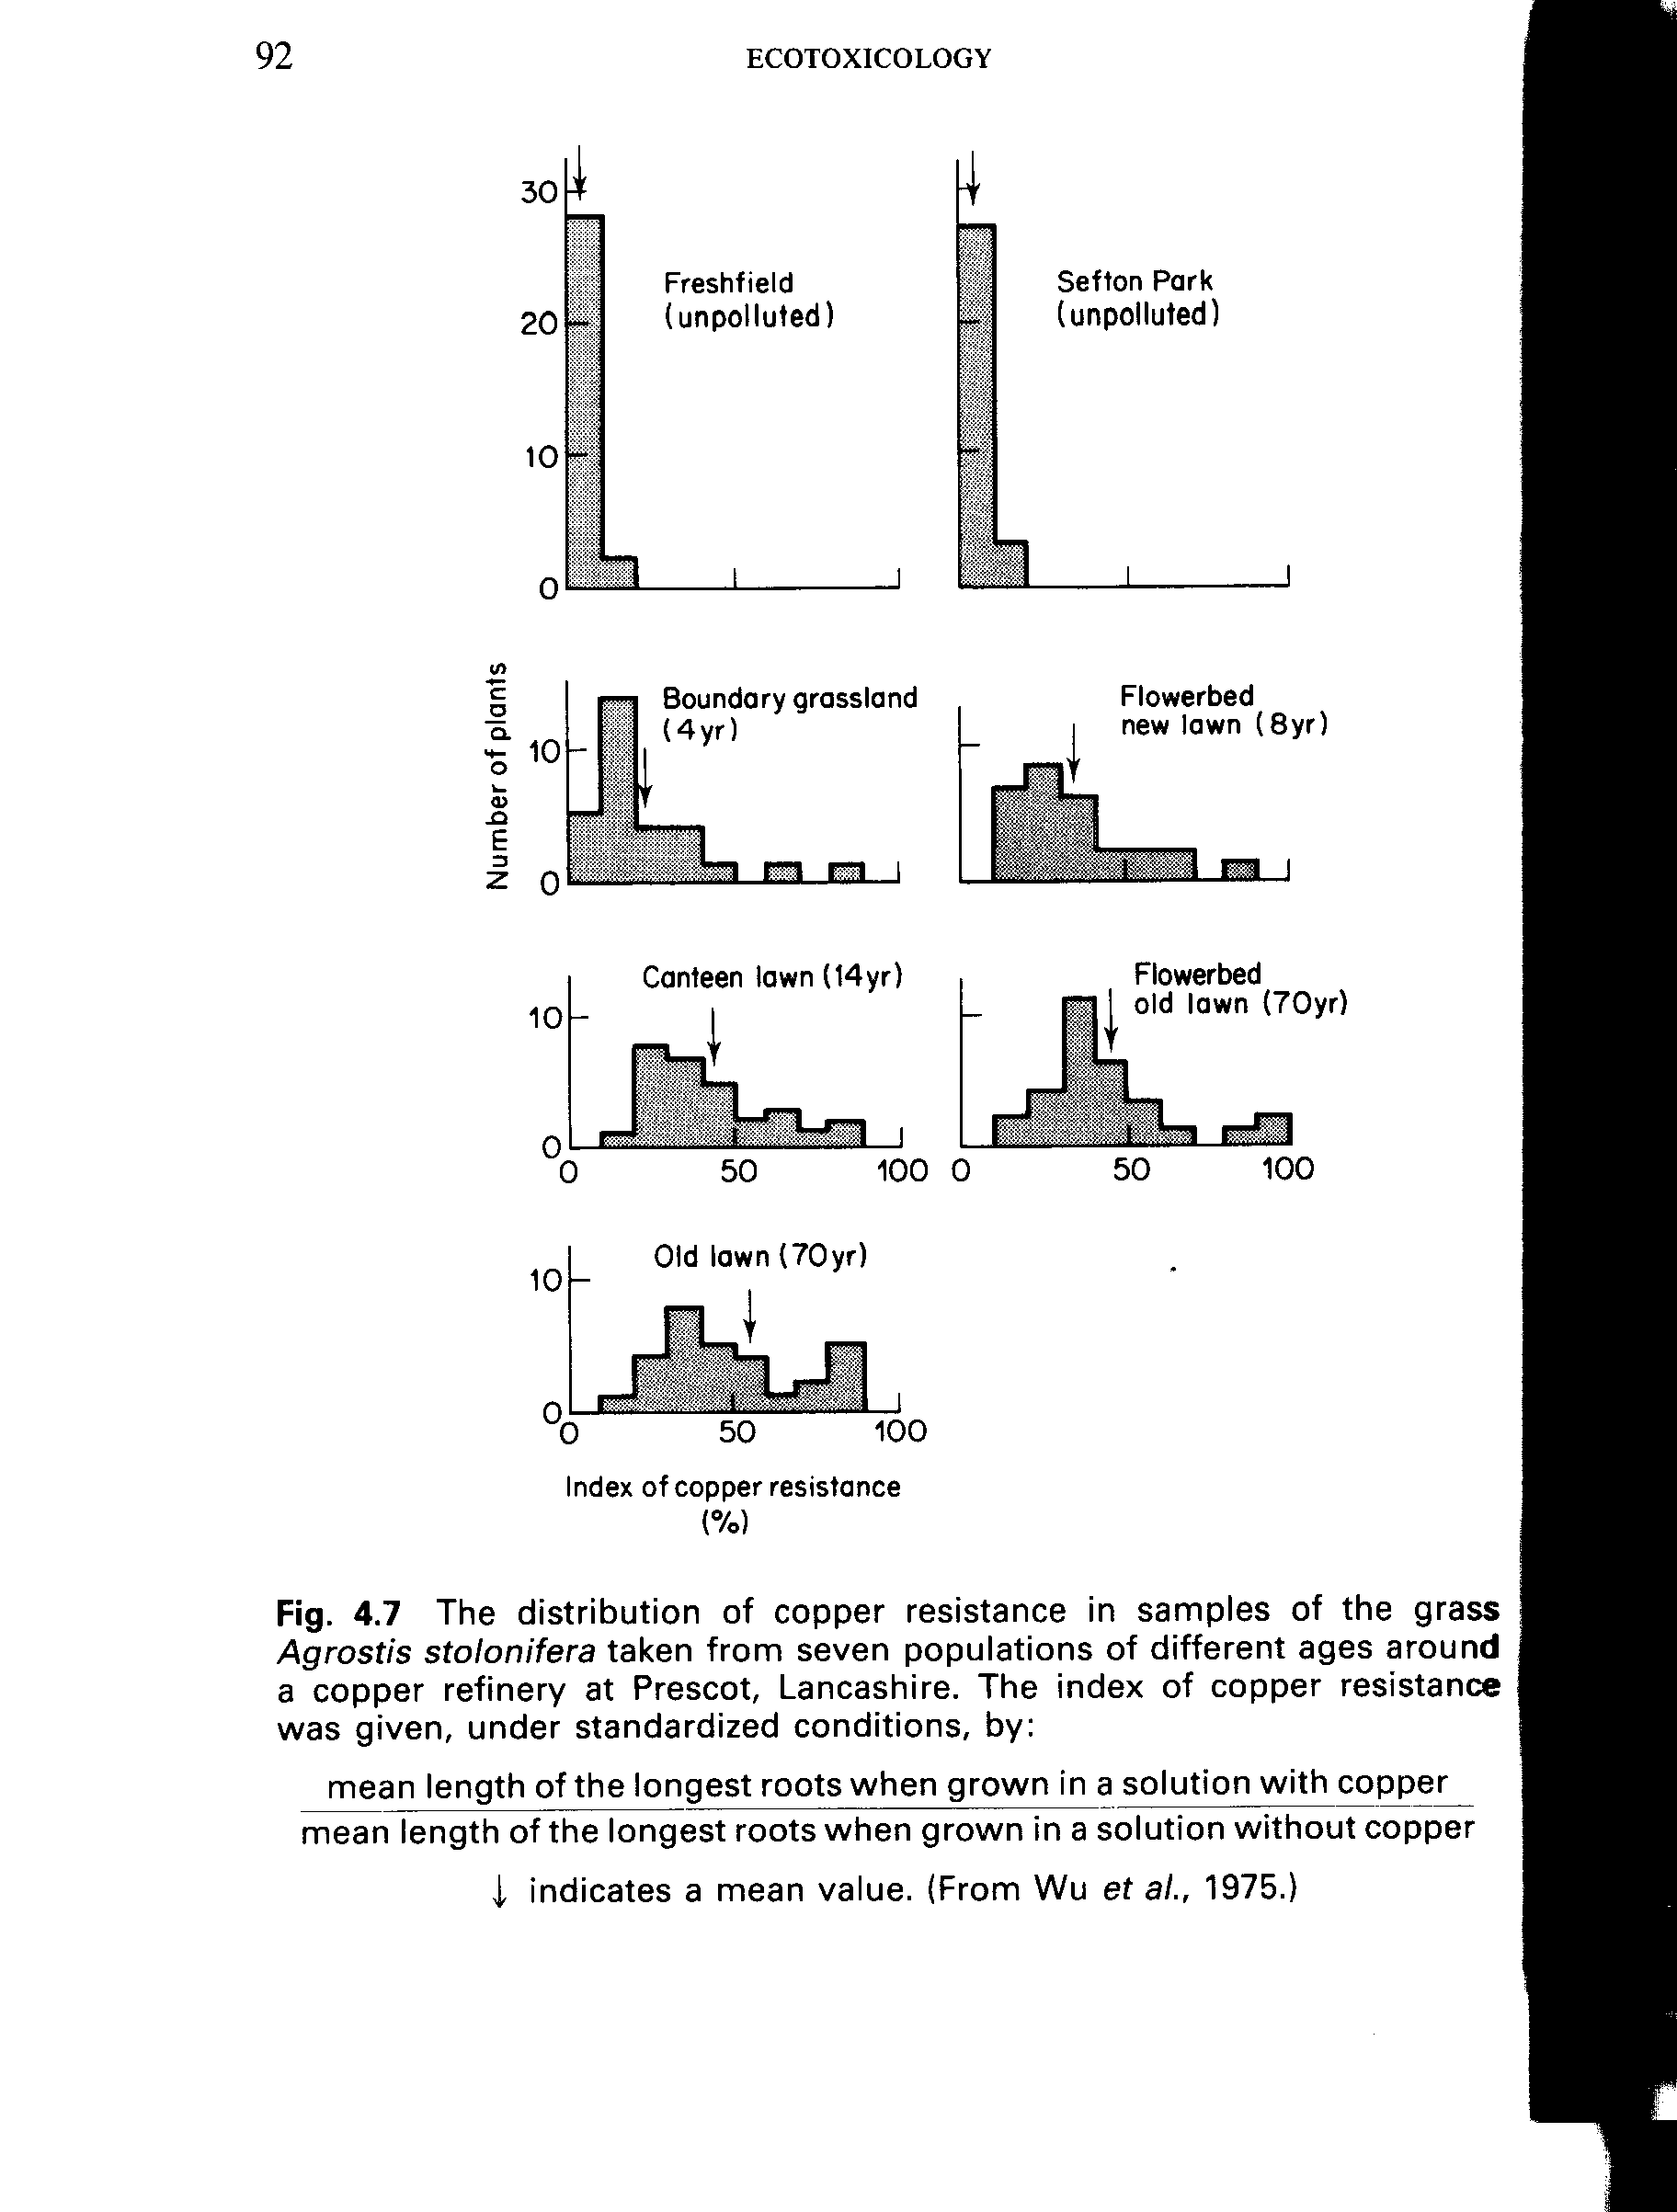 92
ECOTOXICOLOGY
30
20
10
0
Freshfield
(unpolluted)
Sefton Park
(unpolluted)
Number of plants
10
0
Boundary grassland
(4yr)
Flowerbed
new lawn (8yr)
Canteen lawn (14yr)
10
0
0 50 100
Flowerbed
old lawn (70yr)
0 50 100
Old lawn (70yr)
10
0
0 50 100
Index of copper resistance
(%)
Fig. 4.7 The distribution of copper resistance in samples of the grass
Agrostis stolonifera taken from seven populations of different ages around
a copper refinery at Prescot, Lancashire. The index of copper resistance
was given, under standardized conditions, by:
mean length of the longest roots when grown in a solution with copper
mean length of the longest roots when grown in a solution without copper
↓ indicates a mean value. (From Wu et al., 1975.)